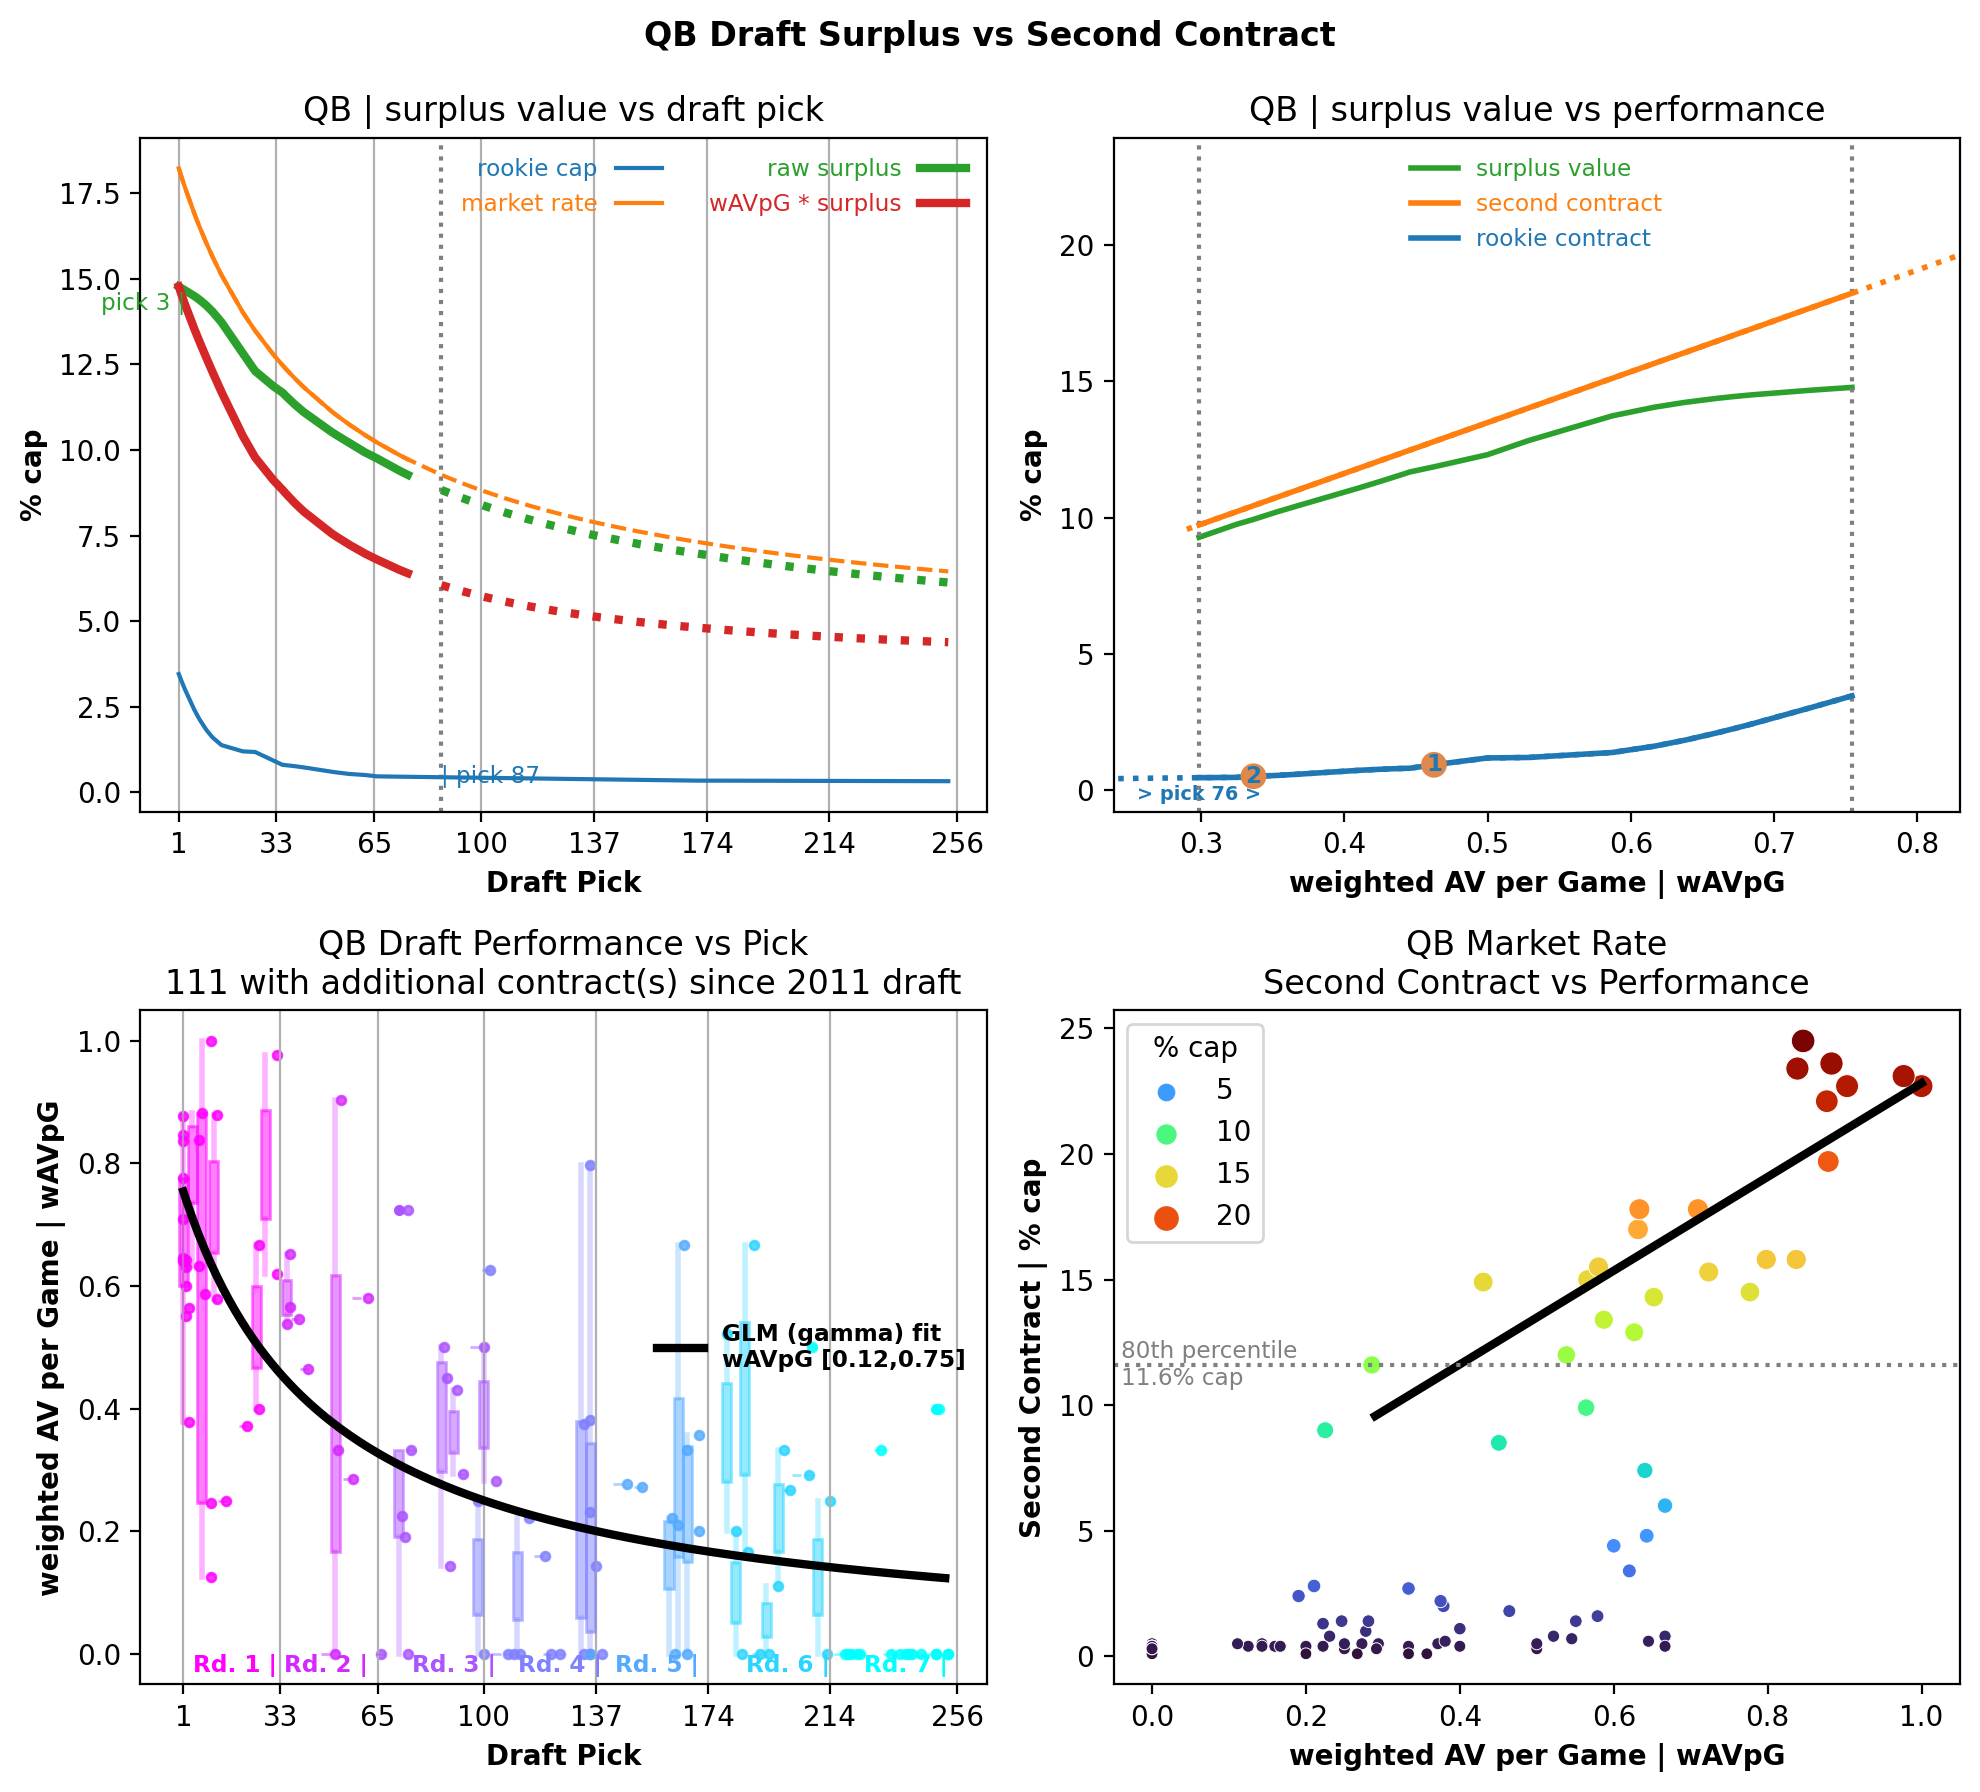 QB Draft Surplus vs Second Contract
QB | surplus value vs draft pick
rookie cap
market rate
raw surplus
wAVpG * surplus
17.5
15.0
12.5
10.0
7.5
5.0
2.5
0.0
% cap
pick 3 |
| pick 87
1 33 65 100 137 174 214 256
Draft Pick
QB | surplus value vs performance
surplus value
second contract
rookie contract
20
15
10
5
0
% cap
2
1
> pick 76 >
0.3 0.4 0.5 0.6 0.7 0.8
weighted AV per Game | wAVpG
QB Draft Performance vs Pick
111 with additional contract(s) since 2011 draft
1.0
0.8
0.6
0.4
0.2
0.0
weighted AV per Game | wAVpG
GLM (gamma) fit
wAVpG [0.12,0.75]
Rd. 1 | Rd. 2 | Rd. 3 | Rd. 4 | Rd. 5 | Rd. 6 | Rd. 7 |
1 33 65 100 137 174 214 256
Draft Pick
QB Market Rate
Second Contract vs Performance
% cap
5
10
15
20
25
20
15
10
5
0
Second Contract | % cap
80th percentile
11.6% cap
0.0 0.2 0.4 0.6 0.8 1.0
weighted AV per Game | wAVpG